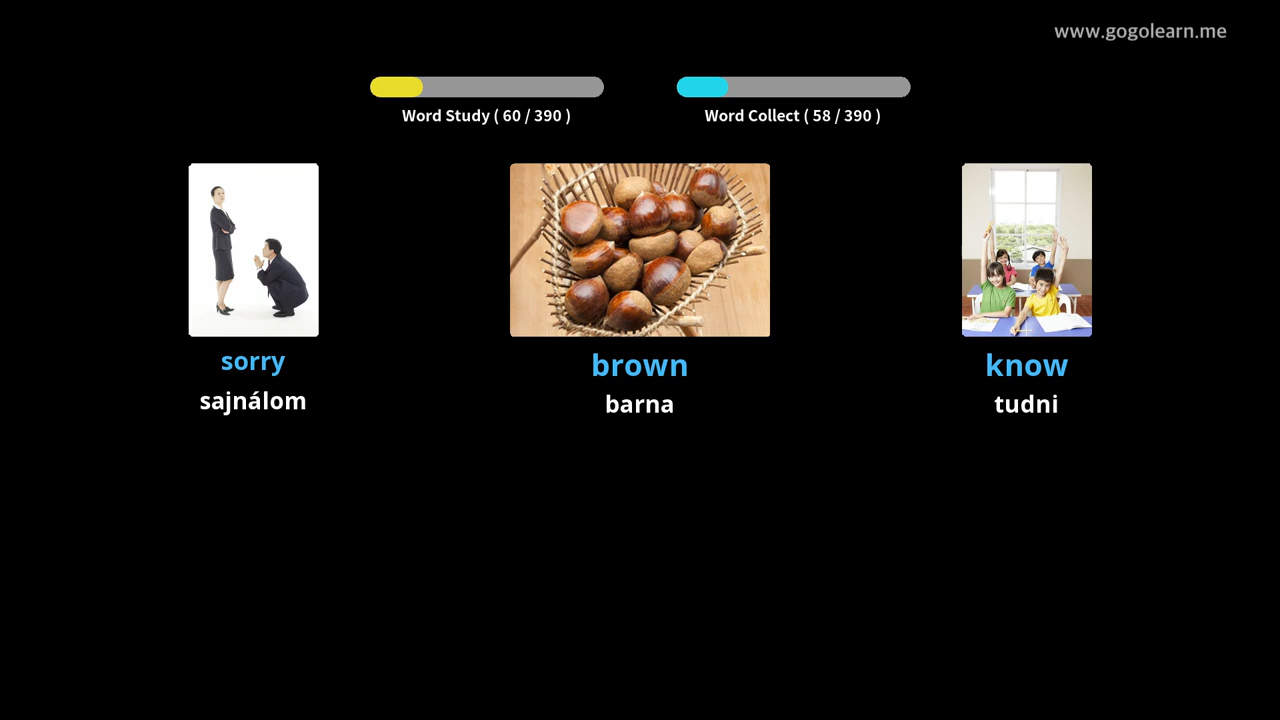 www.gogolearn.me
Word Study ( 60 / 390 )
Word Collect ( 58 / 390 )
sorry
sajnálom
brown
barna
know
tudni